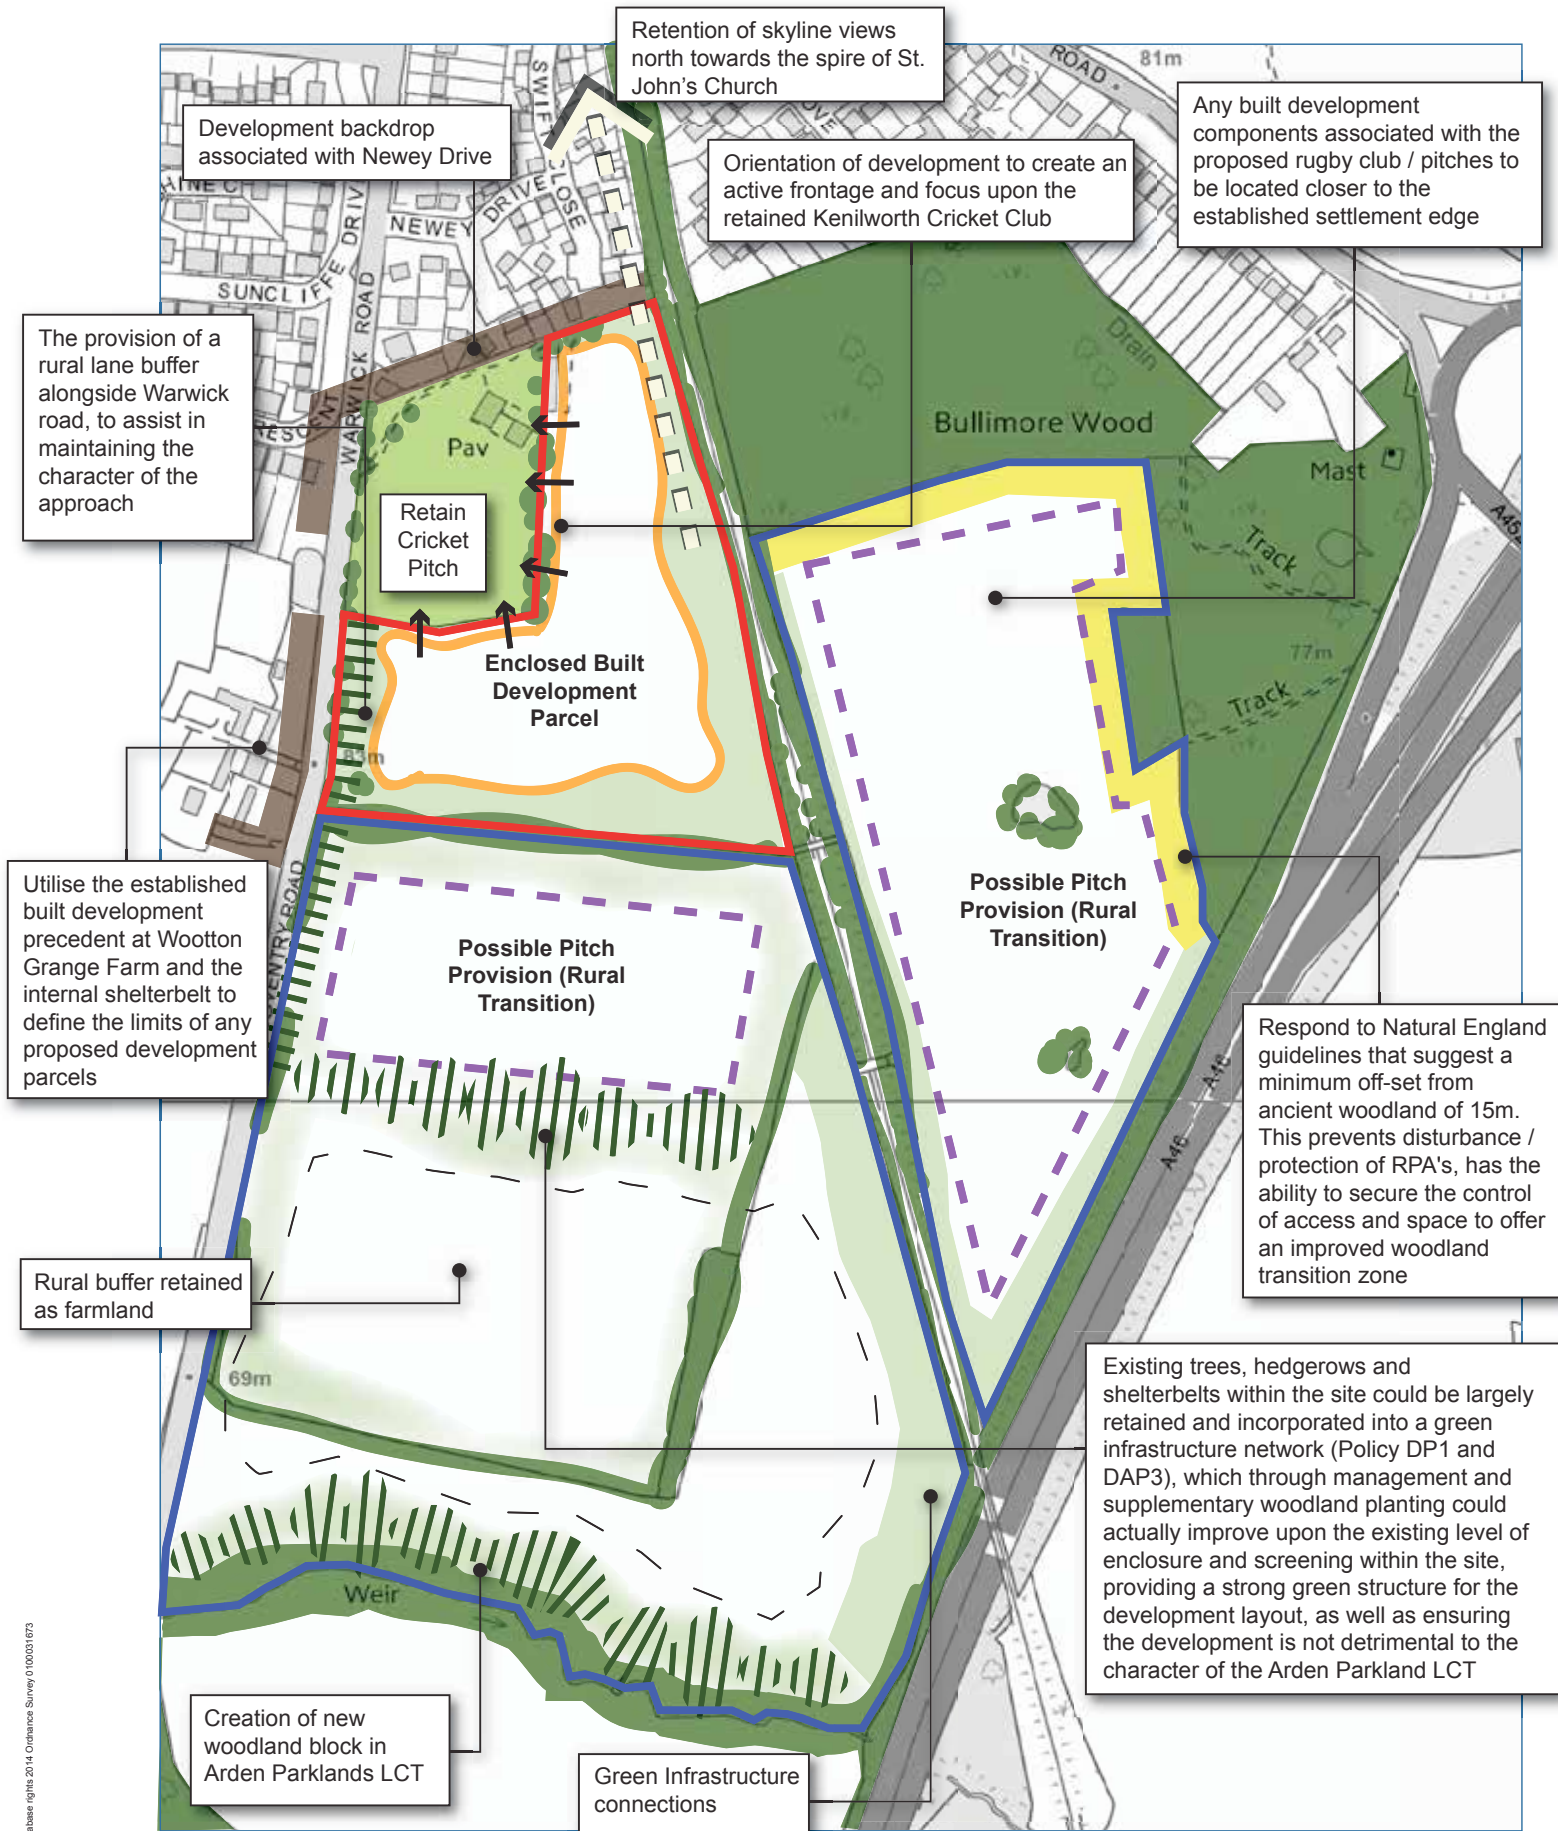 Retention of skyline views
north towards the spire of St.
John's Church
ROAD
81m
Any built development
components associated with the
proposed rugby club / pitches to
be located closer to the
established settlement edge
Development backdrop
associated with Newey Drive
Orientation of development to create an
active frontage and focus upon the
retained Kenilworth Cricket Club
CLOSE
NEWEY
DRIVE
SUNCLIFFE DRIVE
WARWICK ROAD
The provision of a
rural lane buffer
alongside Warwick
road, to assist in
maintaining the
character of the
approach
Drain
Bullimore Wood
Mast
Pav
Retain
Cricket
Pitch
A452
Track
77m
Track
Enclosed Built
Development
Parcel
83m
Possible Pitch
Provision (Rural
Transition)
Utilise the established
built development
precedent at Wootton
Grange Farm and the
internal shelterbelt to
define the limits of any
proposed development
parcels
Possible Pitch
Provision (Rural
Transition)
Respond to Natural England
guidelines that suggest a
minimum off-set from
ancient woodland of 15m.
This prevents disturbance /
protection of RPA's, has the
ability to secure the control
of access and space to offer
an improved woodland
transition zone
A46
A46
Rural buffer retained
as farmland
69m
Existing trees, hedgerows and
shelterbelts within the site could be largely
retained and incorporated into a green
infrastructure network (Policy DP1 and
DAP3), which through management and
supplementary woodland planting could
actually improve upon the existing level of
enclosure and screening within the site,
providing a strong green structure for the
development layout, as well as ensuring
the development is not detrimental to the
character of the Arden Parkland LCT
Weir
Creation of new
woodland block in
Arden Parklands LCT
Green Infrastructure
connections
abase rights 2014 Ordnance Survey 0100031673